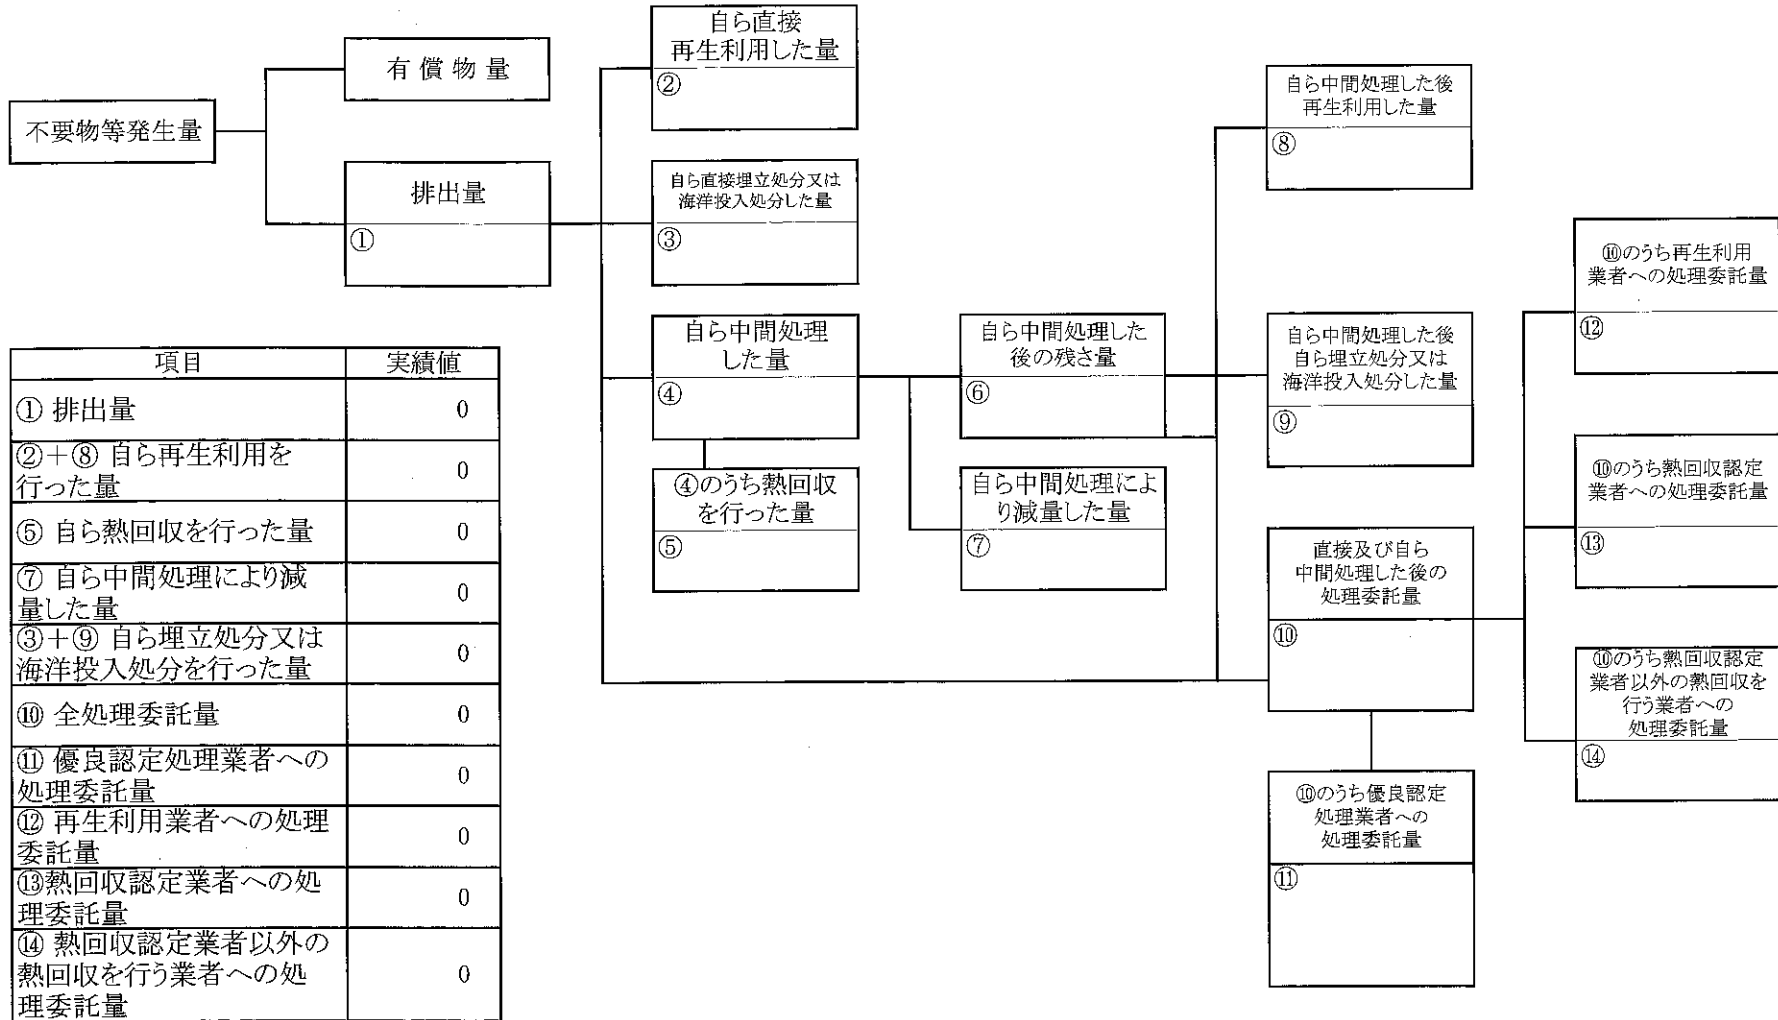 不要物等発生量
有償物量
排出量
①
自ら直接
再生利用した量
②
自ら直接埋立処分又は
海洋投入処分した量
③
自ら中間処理
した量
④
④のうち熱回収
を行った量
⑤
自ら中間処理した
後の残さ量
⑥
自ら中間処理によ
り減量した量
⑦
自ら中間処理した後
再生利用した量
⑧
自ら中間処理した後
自ら埋立処分又は
海洋投入処分した量
⑨
直接及び自ら
中間処理した後の
処理委託量
⑩
⑩のうち優良認定
処理業者への
処理委託量
⑪
⑩のうち再生利用
業者への処理委託量
⑫
⑩のうち熱回収認定
業者への処理委託量
⑬
⑩のうち熱回収認定
業者以外の熱回収を
行う業者への
処理委託量
⑭
項目 実績値
① 排出量 0
②+⑧ 自ら再生利用を
行った量 0
⑤ 自ら熱回収を行った量 0
⑦ 自ら中間処理により減
量した量 0
③+⑨ 自ら埋立処分又は
海洋投入処分を行った量 0
⑩ 全処理委託量 0
⑪ 優良認定処理業者への
処理委託量 0
⑫ 再生利用業者への処理
委託量 0
⑬熱回収認定業者への処
理委託量 0
⑭ 熱回収認定業者以外の
熱回収を行う業者への処
理委託量 0